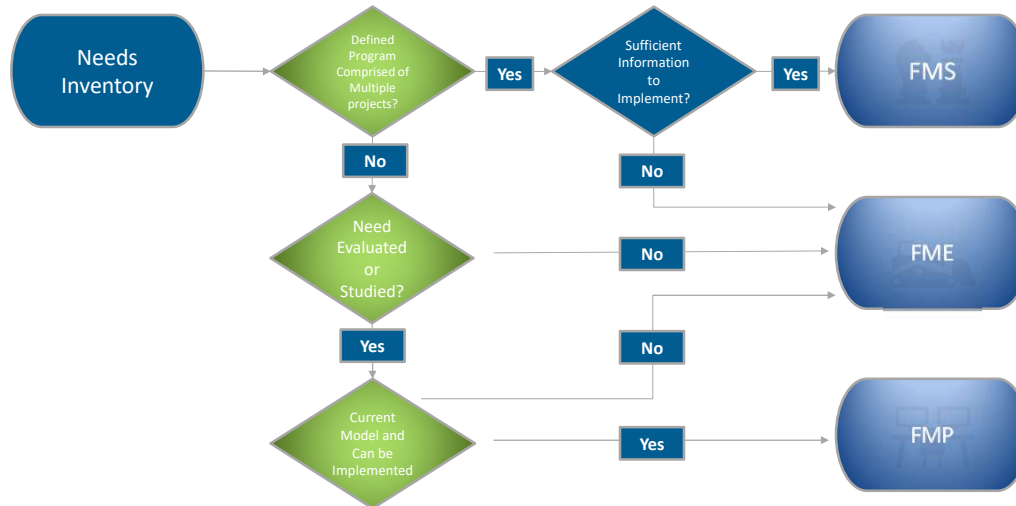 Needs
Inventory
Defined
Program
Comprised of
Multiple
projects?
Yes
Sufficient
Information
to
Implement?
Yes
FMS
No
No
Need
Evaluated
or
Studied?
No
FME
Yes
No
Current
Model and
Can be
Implemented
Yes
FMP